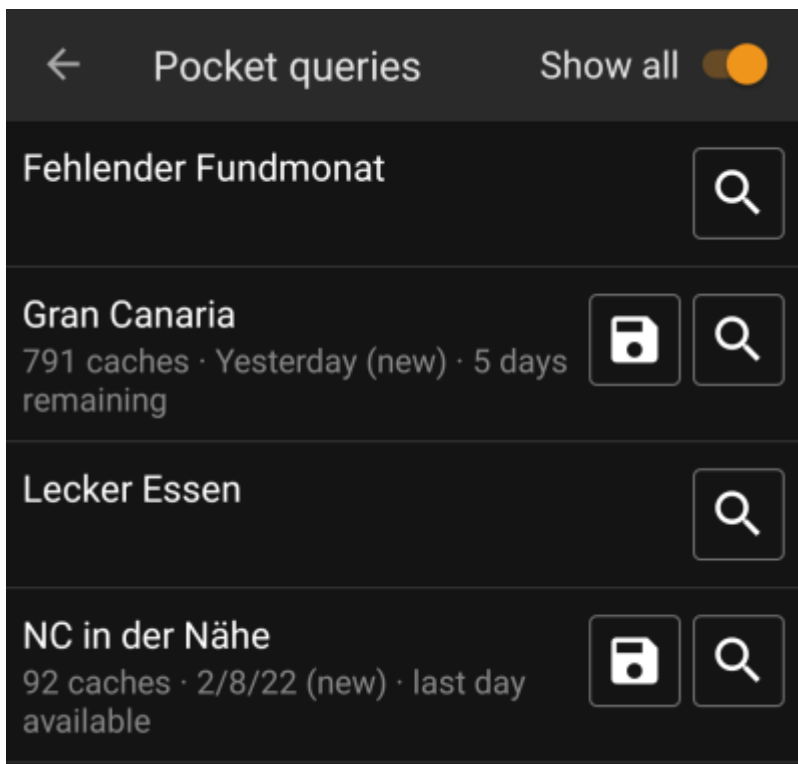 Pocket queries Show all
Fehlender Fundmonat
Gran Canaria
791 caches · Yesterday (new) · 5 days
remaining
Lecker Essen
NC in der Nähe
92 caches · 2/8/22 (new) · last day
available